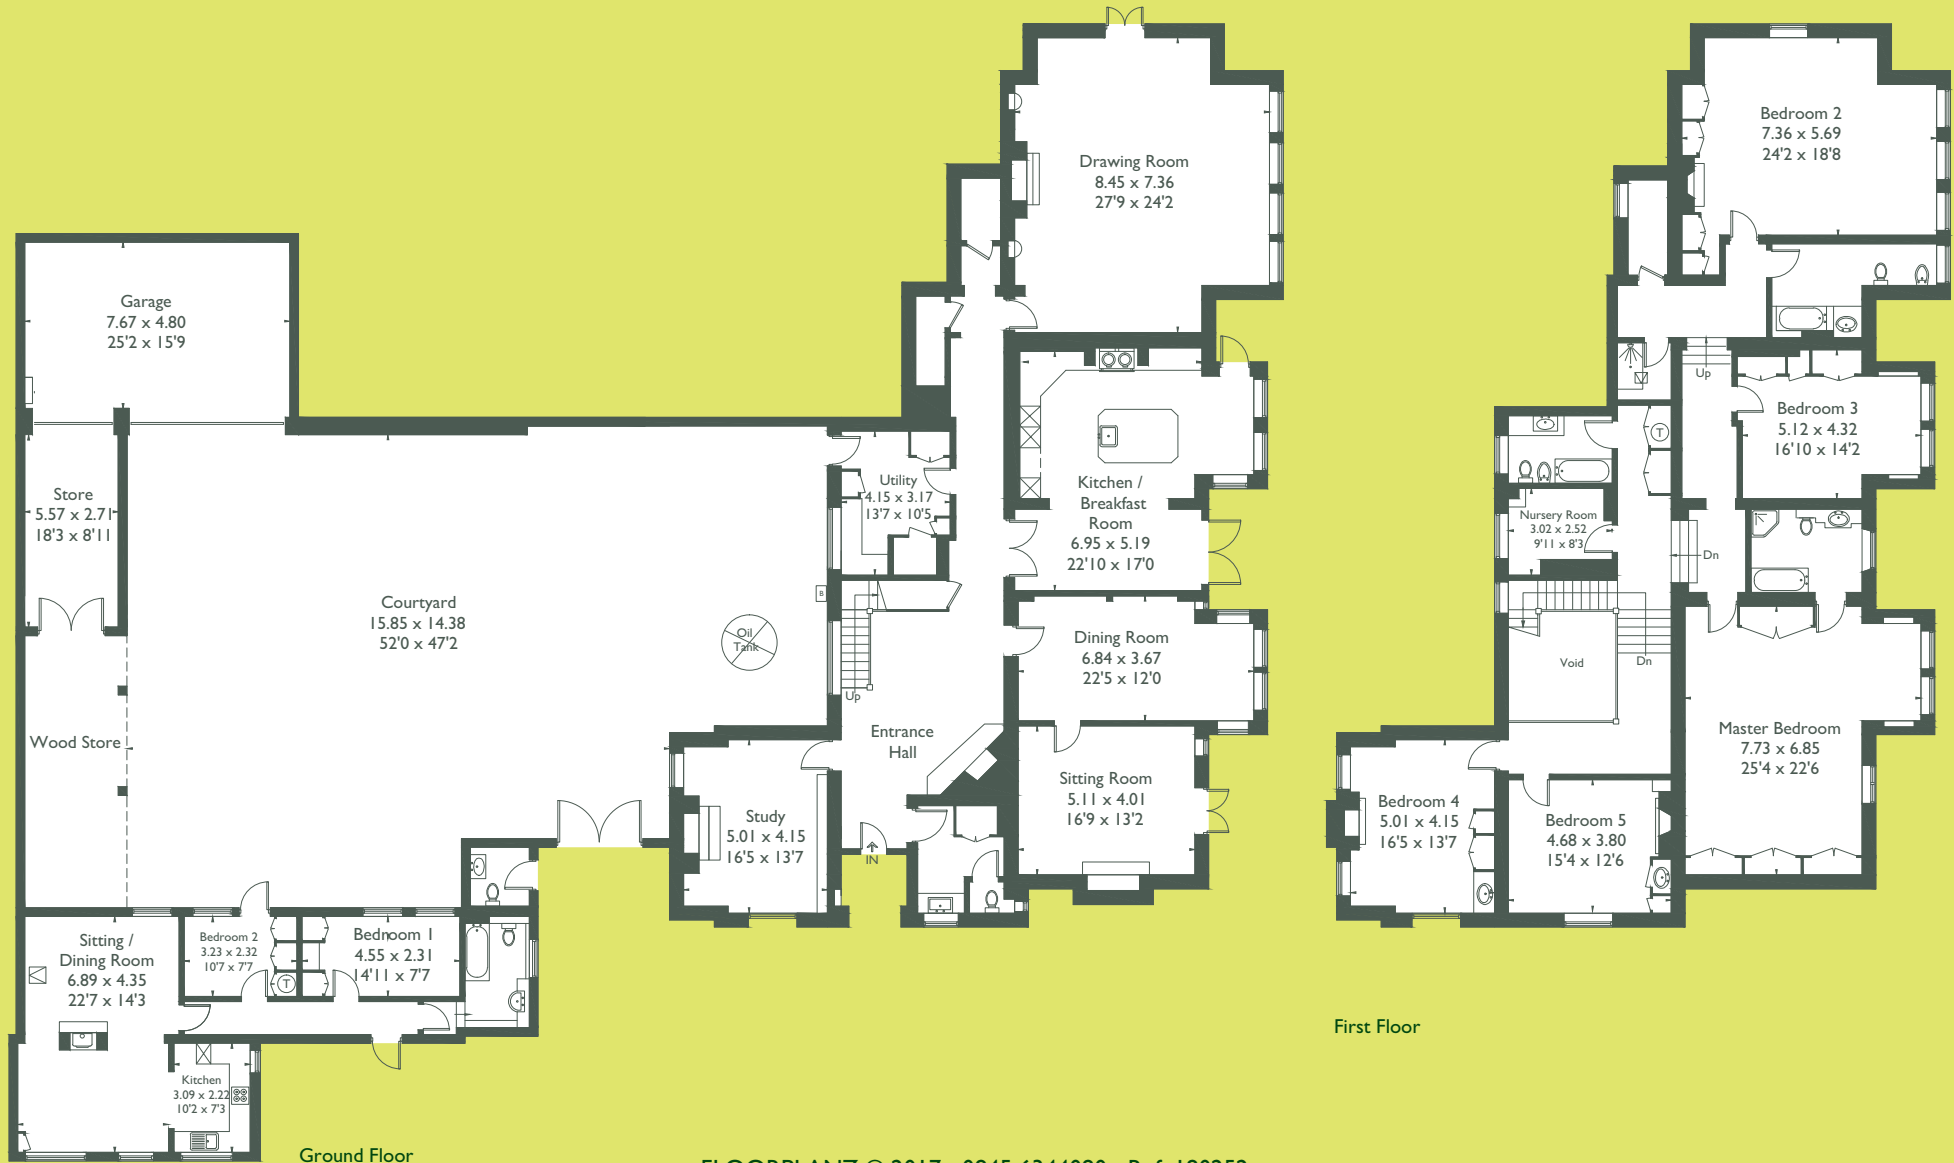 Drawing Room
8.45 x 7.36
27'9 x 24'2
Garage
7.67 x 4.80
25'2 x 15'9
Store
5.57 x 2.71
18'3 x 8'11
Utility
4.15 x 3.17
13'7 x 10'5
Kitchen /
Breakfast
Room
6.95 x 5.19
22'10 x 17'0
Courtyard
15.85 x 14.38
52'0 x 47'2
B
Oil
Tank
Dining Room
6.84 x 3.67
22'5 x 12'0
Up
Wood Store
Entrance
Hall
Sitting Room
5.11 x 4.01
16'9 x 13'2
Study
5.01 x 4.15
16'5 x 13'7
IN
Sitting /
Dining Room
6.89 x 4.35
22'7 x 14'3
Bedroom 2
3.23 x 2.32
10'7 x 7'7
T
Bedroom 1
4.55 x 2.31
14'11 x 7'7
Kitchen
3.09 x 2.22
10'2 x 7'3
Ground Floor
Bedroom 2
7.36 x 5.69
24'2 x 18'8
Up
Bedroom 3
5.12 x 4.32
16'10 x 14'2
T
Nursery Room
3.02 x 2.52
9'11 x 8'3
Dn
Void
Dn
Master Bedroom
7.73 x 6.85
25'4 x 22'6
Bedroom 4
5.01 x 4.15
16'5 x 13'7
Bedroom 5
4.68 x 3.80
15'4 x 12'6
First Floor